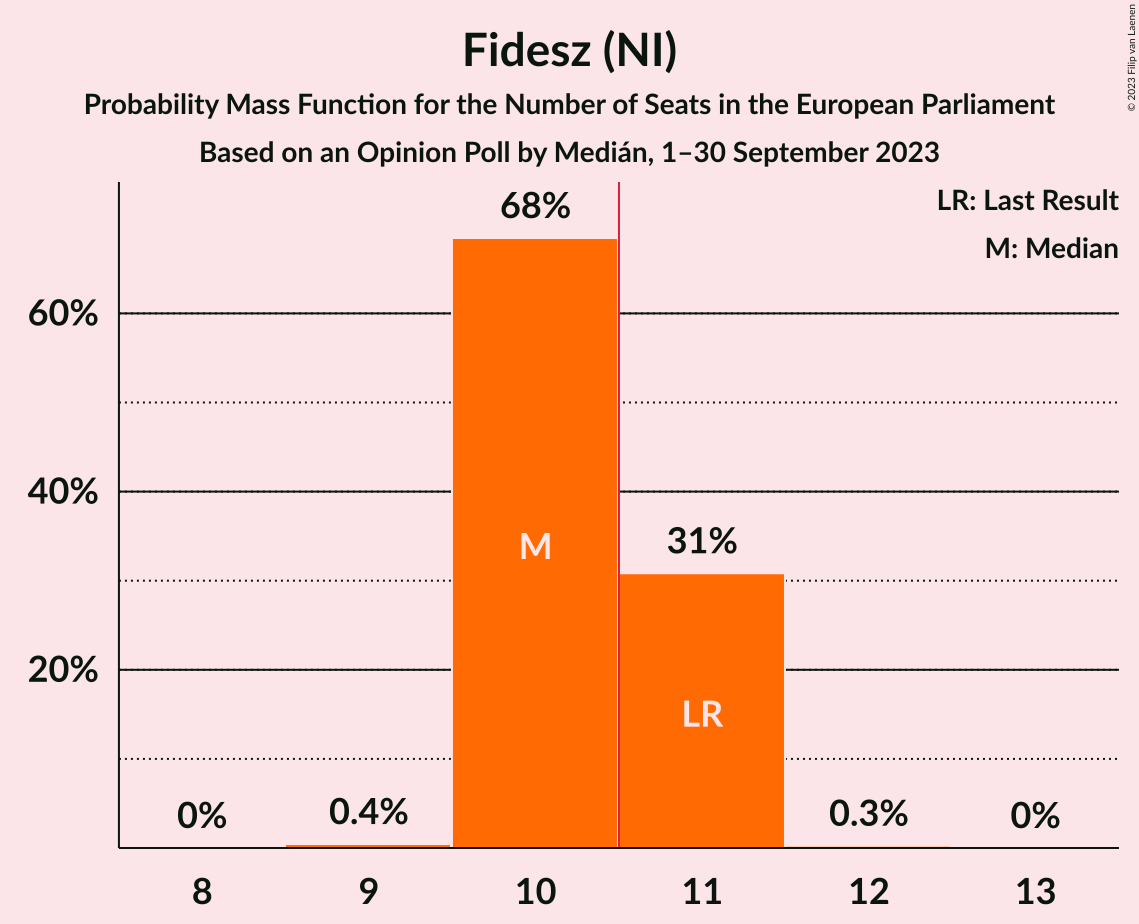 Fidesz (NI)
Probability Mass Function for the Number of Seats in the European Parliament
Based on an Opinion Poll by Medián, 1–30 September 2023
© 2023 Filip van Laenen
LR: Last Result
M: Median
68%
60%
40%
31%
M
20%
LR
0%
0.4%
0.3%
0%
8
9
10
11
12
13